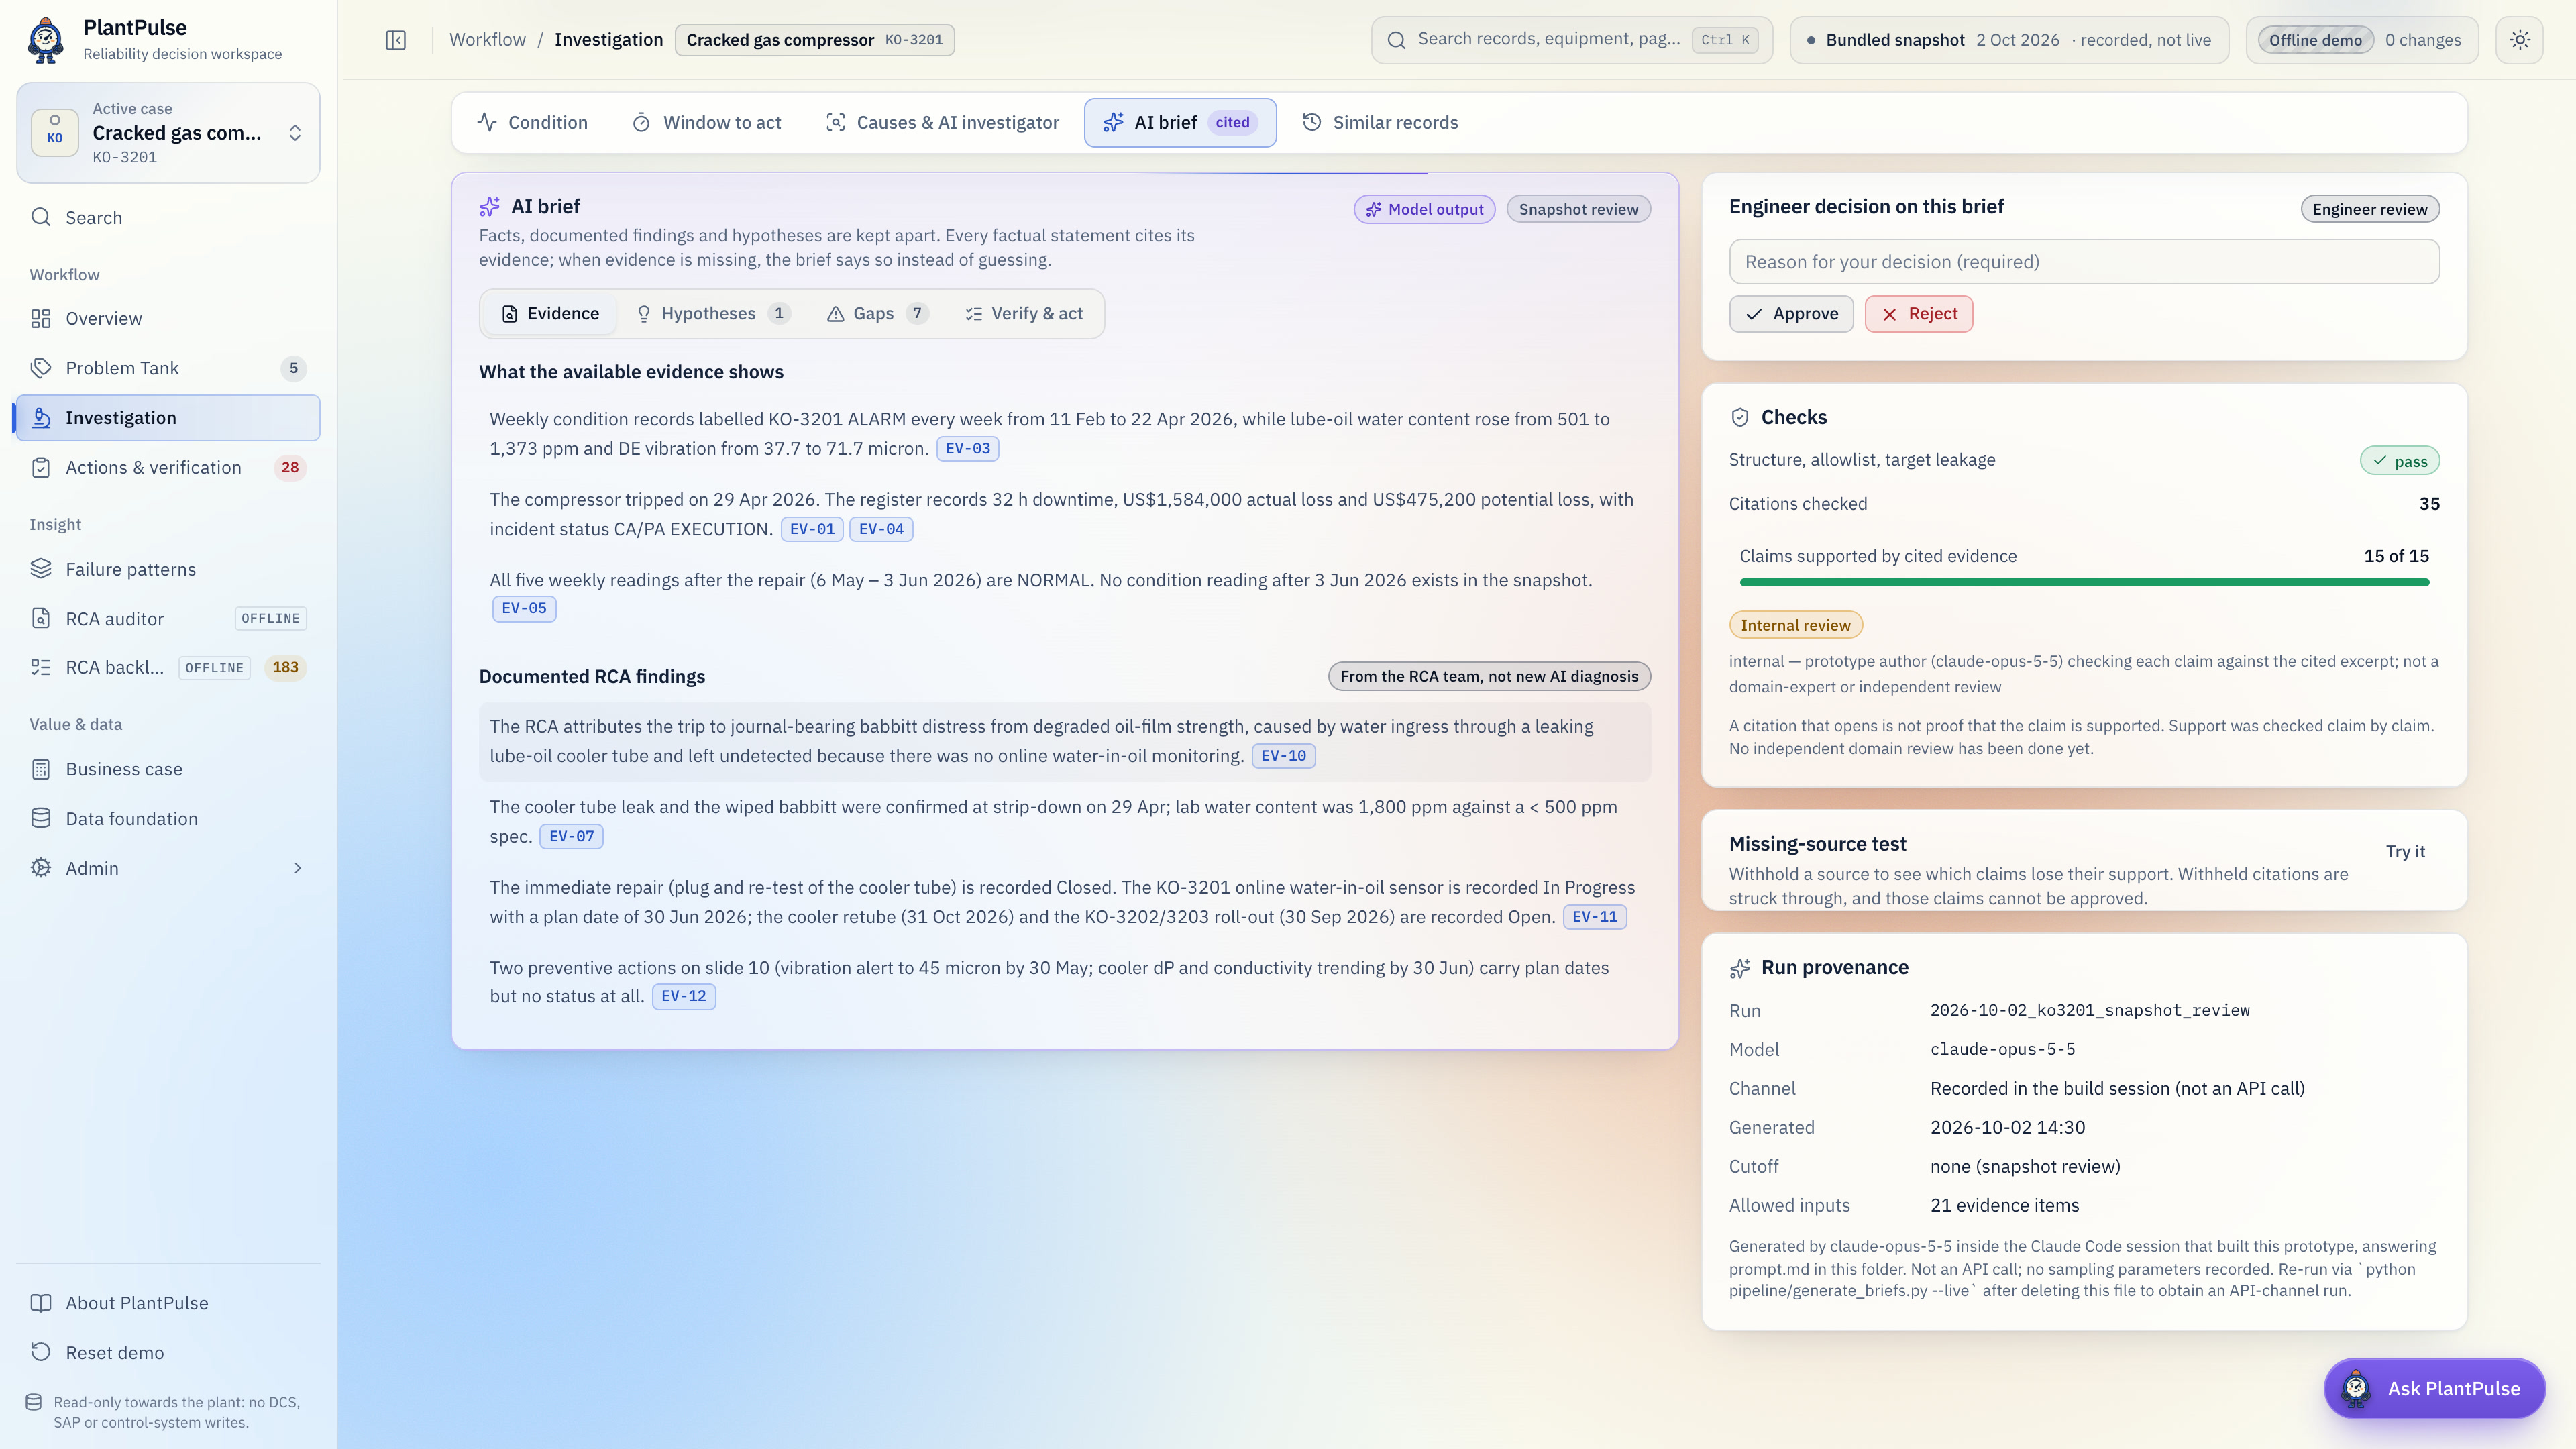 PlantPulse
Reliability decision workspace
Active case
KO
Cracked gas com...
KO-3201
Search
Workflow
Overview
Problem Tank 5
Investigation
Actions & verification 28
Insight
Failure patterns
RCA auditor OFFLINE
RCA backl... OFFLINE 183
Value & data
Business case
Data foundation
Admin
About PlantPulse
Reset demo
Read-only towards the plant: no DCS,
SAP or control-system writes.
Workflow / Investigation Cracked gas compressor KO-3201
Search records, equipment, pag... Ctrl K
Bundled snapshot 2 Oct 2026 · recorded, not live
Offline demo 0 changes
Condition
Window to act
Causes & AI investigator
AI brief cited
Similar records
AI brief
Model output
Snapshot review
Facts, documented findings and hypotheses are kept apart. Every factual statement cites its
evidence; when evidence is missing, the brief says so instead of guessing.
Evidence
Hypotheses 1
Gaps 7
Verify & act
What the available evidence shows
Weekly condition records labelled KO-3201 ALARM every week from 11 Feb to 22 Apr 2026, while lube-oil water content rose from 501 to
1,373 ppm and DE vibration from 37.7 to 71.7 micron. EV-03
The compressor tripped on 29 Apr 2026. The register records 32 h downtime, US$1,584,000 actual loss and US$475,200 potential loss, with
incident status CA/PA EXECUTION. EV-01 EV-04
All five weekly readings after the repair (6 May – 3 Jun 2026) are NORMAL. No condition reading after 3 Jun 2026 exists in the snapshot.
EV-05
Documented RCA findings
From the RCA team, not new AI diagnosis
The RCA attributes the trip to journal-bearing babbitt distress from degraded oil-film strength, caused by water ingress through a leaking
lube-oil cooler tube and left undetected because there was no online water-in-oil monitoring. EV-10
The cooler tube leak and the wiped babbitt were confirmed at strip-down on 29 Apr; lab water content was 1,800 ppm against a < 500 ppm
spec. EV-07
The immediate repair (plug and re-test of the cooler tube) is recorded Closed. The KO-3201 online water-in-oil sensor is recorded In Progress
with a plan date of 30 Jun 2026; the cooler retube (31 Oct 2026) and the KO-3202/3203 roll-out (30 Sep 2026) are recorded Open. EV-11
Two preventive actions on slide 10 (vibration alert to 45 micron by 30 May; cooler dP and conductivity trending by 30 Jun) carry plan dates
but no status at all. EV-12
Engineer decision on this brief
Engineer review
Reason for your decision (required)
Approve
Reject
Checks
Structure, allowlist, target leakage pass
Citations checked 35
Claims supported by cited evidence 15 of 15
Internal review
internal — prototype author (claude-opus-5-5) checking each claim against the cited excerpt; not a
domain-expert or independent review
A citation that opens is not proof that the claim is supported. Support was checked claim by claim.
No independent domain review has been done yet.
Missing-source test
Try it
Withhold a source to see which claims lose their support. Withheld citations are
struck through, and those claims cannot be approved.
Run provenance
Run 2026-10-02_ko3201_snapshot_review
Model claude-opus-5-5
Channel Recorded in the build session (not an API call)
Generated 2026-10-02 14:30
Cutoff none (snapshot review)
Allowed inputs 21 evidence items
Generated by claude-opus-5-5 inside the Claude Code session that built this prototype, answering
prompt.md in this folder. Not an API call; no sampling parameters recorded. Re-run via `python
pipeline/generate_briefs.py --live` after deleting this file to obtain an API-channel run.
Ask PlantPulse